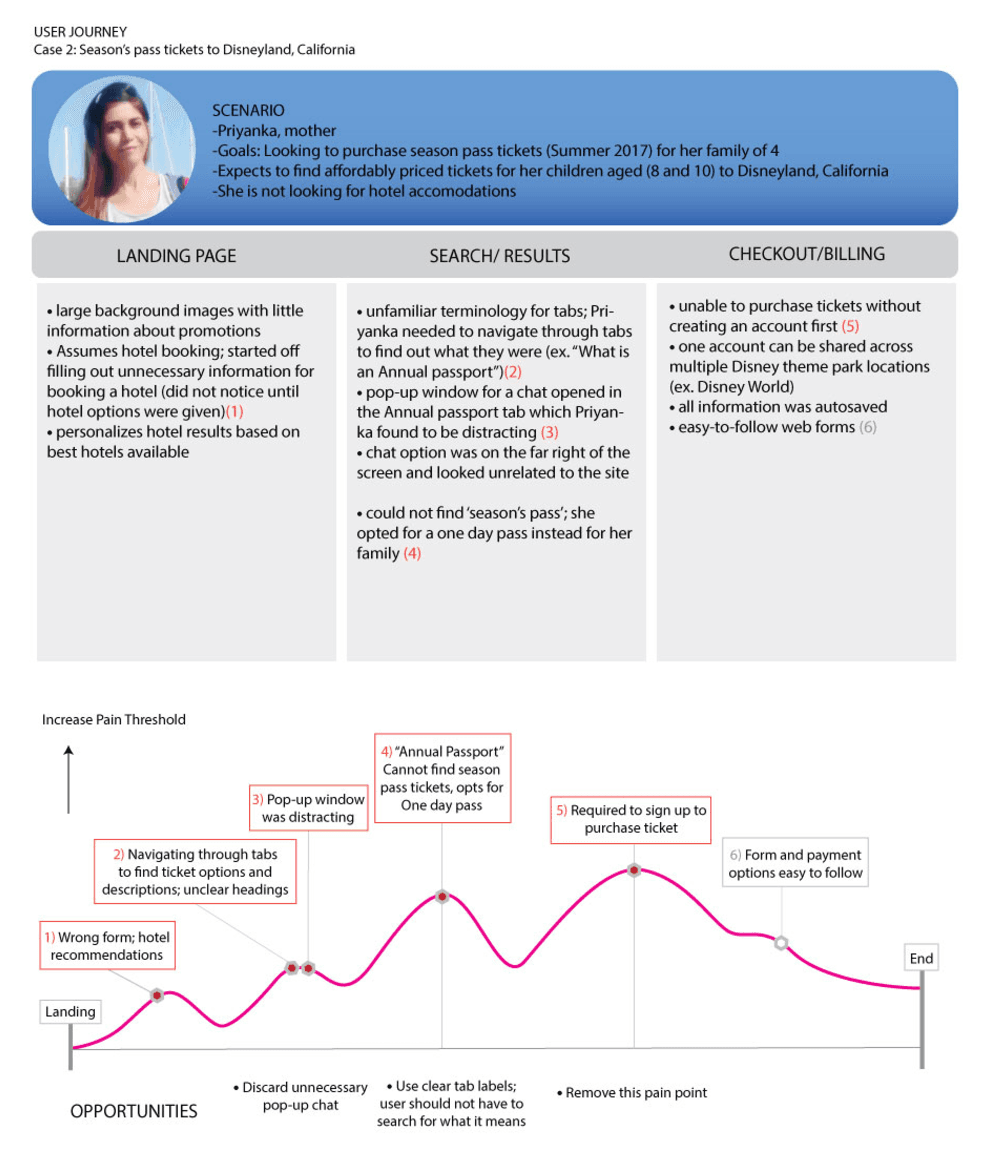 USER JOURNEY
Case 2: Season's pass tickets to Disneyland, California
SCENARIO
-Priyanka, mother
-Goals: Looking to purchase season pass tickets (Summer 2017) for her family of 4
-Expects to find affordably priced tickets for her children aged (8 and 10) to Disneyland, California
-She is not looking for hotel accomodations
LANDING PAGE
• large background images with little
information about promotions
• Assumes hotel booking; started off
filling out unnecessary information for
booking a hotel (did not notice until
hotel options were given)(1)
• personalizes hotel results based on
best hotels available
SEARCH/ RESULTS
• unfamiliar terminology for tabs; Pri-
yanka needed to navigate through tabs
to find out what they were (ex. “What is
an Annual passport”)(2)
• pop-up window for a chat opened in
the Annual passport tab which Priyan-
ka found to be distracting (3)
• chat option was on the far right of the
screen and looked unrelated to the site
• could not find ‘season’s pass’; she
opted for a one day pass instead for her
family (4)
CHECKOUT/BILLING
• unable to purchase tickets without
creating an account first (5)
• one account can be shared across
multiple Disney theme park locations
(ex. Disney World)
• all information was autosaved
• easy-to-follow web forms (6)
Increase Pain Threshold
1) Wrong form; hotel
recommendations
2) Navigating through tabs
to find ticket options and
descriptions; unclear headings
3) Pop-up window
was distracting
4) “Annual Passport”
Cannot find season
pass tickets, opts for
One day pass
5) Required to sign up to
purchase ticket
6) Form and payment
options easy to follow
Landing
End
OPPORTUNITIES
• Discard unnecessary
pop-up chat
• Use clear tab labels;
user should not have to
search for what it means
• Remove this pain point